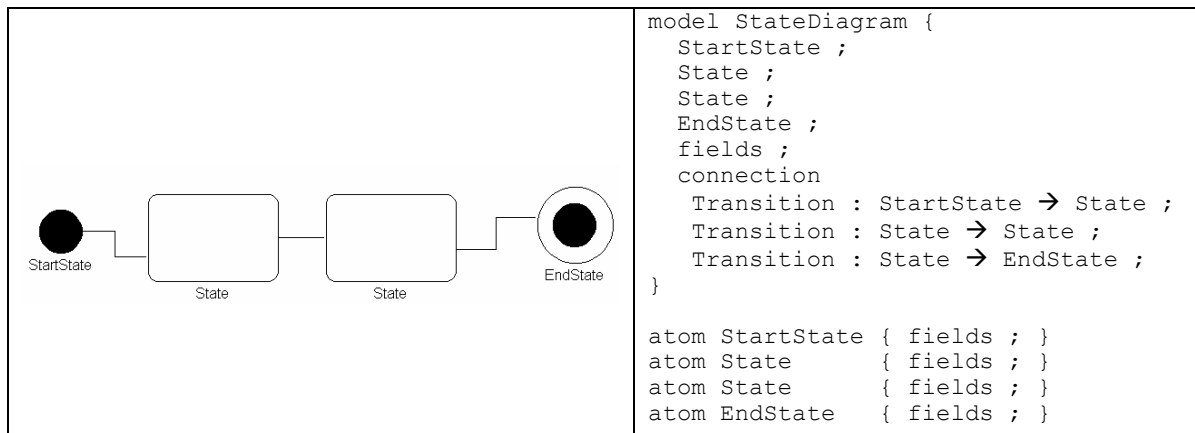 StartState
State
State
EndState
model StateDiagram {
  StartState ;
  State ;
  State ;
  EndState ;
  fields ;
  connection
   Transition : StartState → State ;
   Transition : State → State ;
   Transition : State → EndState ;
}
atom StartState { fields ; }
atom State      { fields ; }
atom State      { fields ; }
atom EndState   { fields ; }